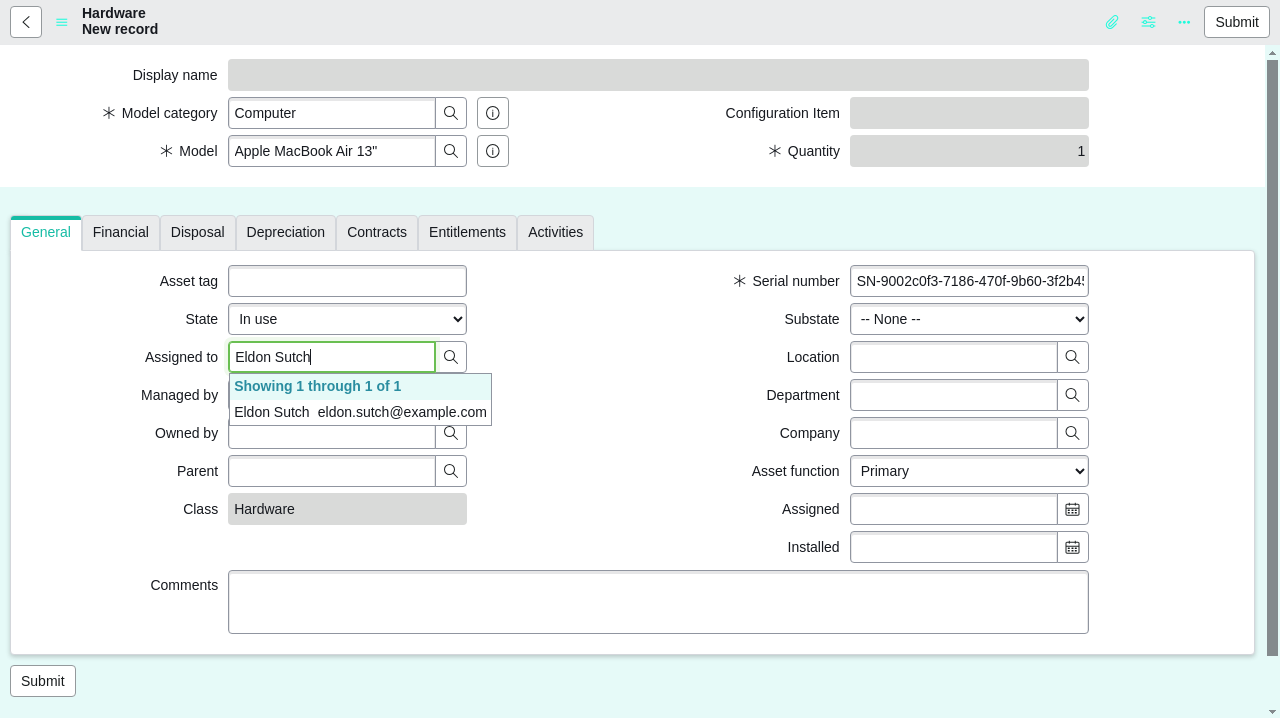 Hardware
New record
Submit
Display name
Model category Computer
Configuration Item
Model Apple MacBook Air 13"
Quantity 1
General Financial Disposal Depreciation Contracts Entitlements Activities
Asset tag
Serial number SN-9002c0f3-7186-470f-9b60-3f2b4
State In use
Substate -- None --
Assigned to Eldon Sutch
Location
Showing 1 through 1 of 1
Eldon Sutch eldon.sutch@example.com
Managed by
Department
Owned by
Company
Parent
Asset function Primary
Class Hardware
Assigned
Installed
Comments
Submit